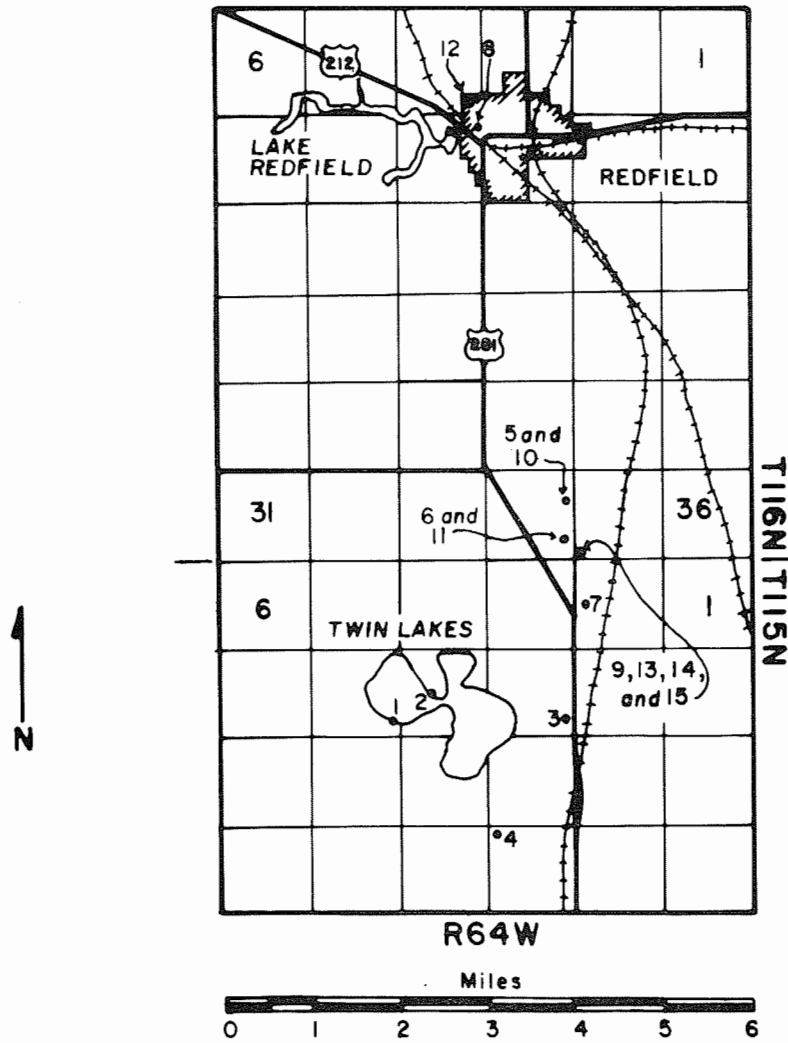 6
212
12
8
1
LAKE
REDFIELD
REDFIELD
281
5 and
10
31
6 and
11
36
T116N
T115N
6
7
1
TWIN LAKES
9,13,14,
and 15
1
2
3
4
N
R64W
Miles
0 1 2 3 4 5 6